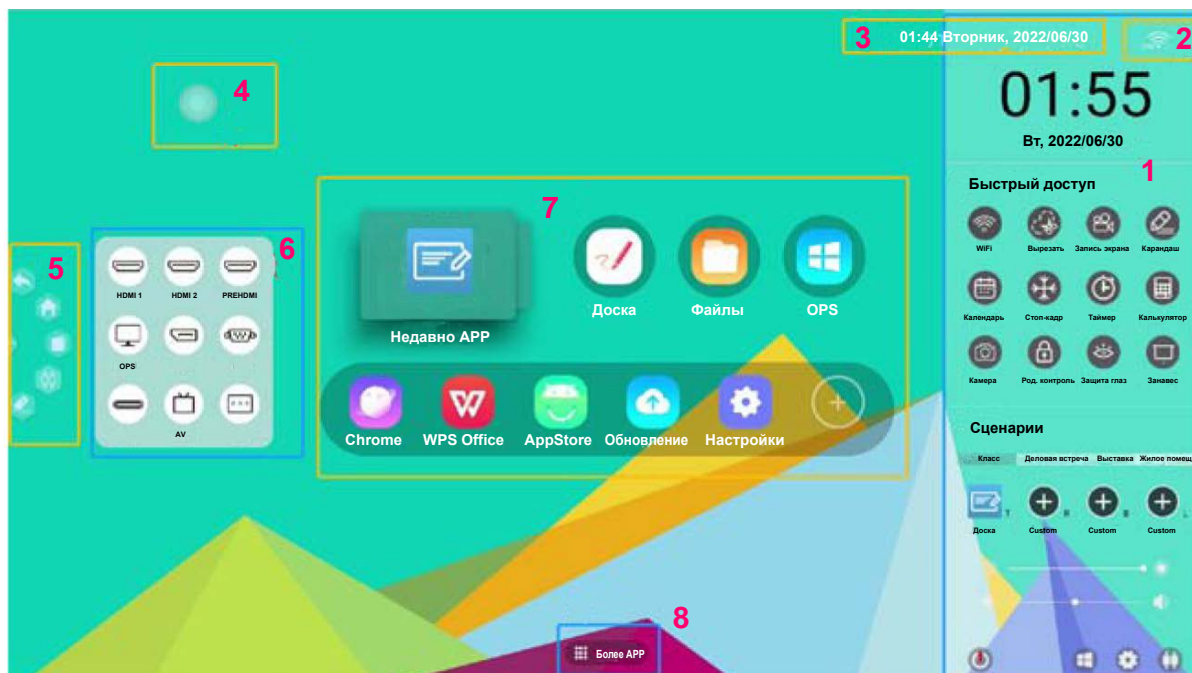 3 01:44 Вторник, 2022/06/30 2
4
01:55
Вт, 2022/06/30
1
Быстрый доступ
WiFi Вырезать Запись экрана Карандаш
Календарь Стоп-кадр Таймер Калькулятор
Камера Род. контроль Защита глаз Занавес
Сценарии
Класс Деловая встреча Выставка Жилое помещ
T R B L
Доска Custom Custom Custom
5
6
HDMI 1 HDMI 2 PREHDMI
OPS
AV
7
Недавно APP Доска Файлы OPS
Chrome WPS Office AppStore Обновление Настройки
8
Более APP